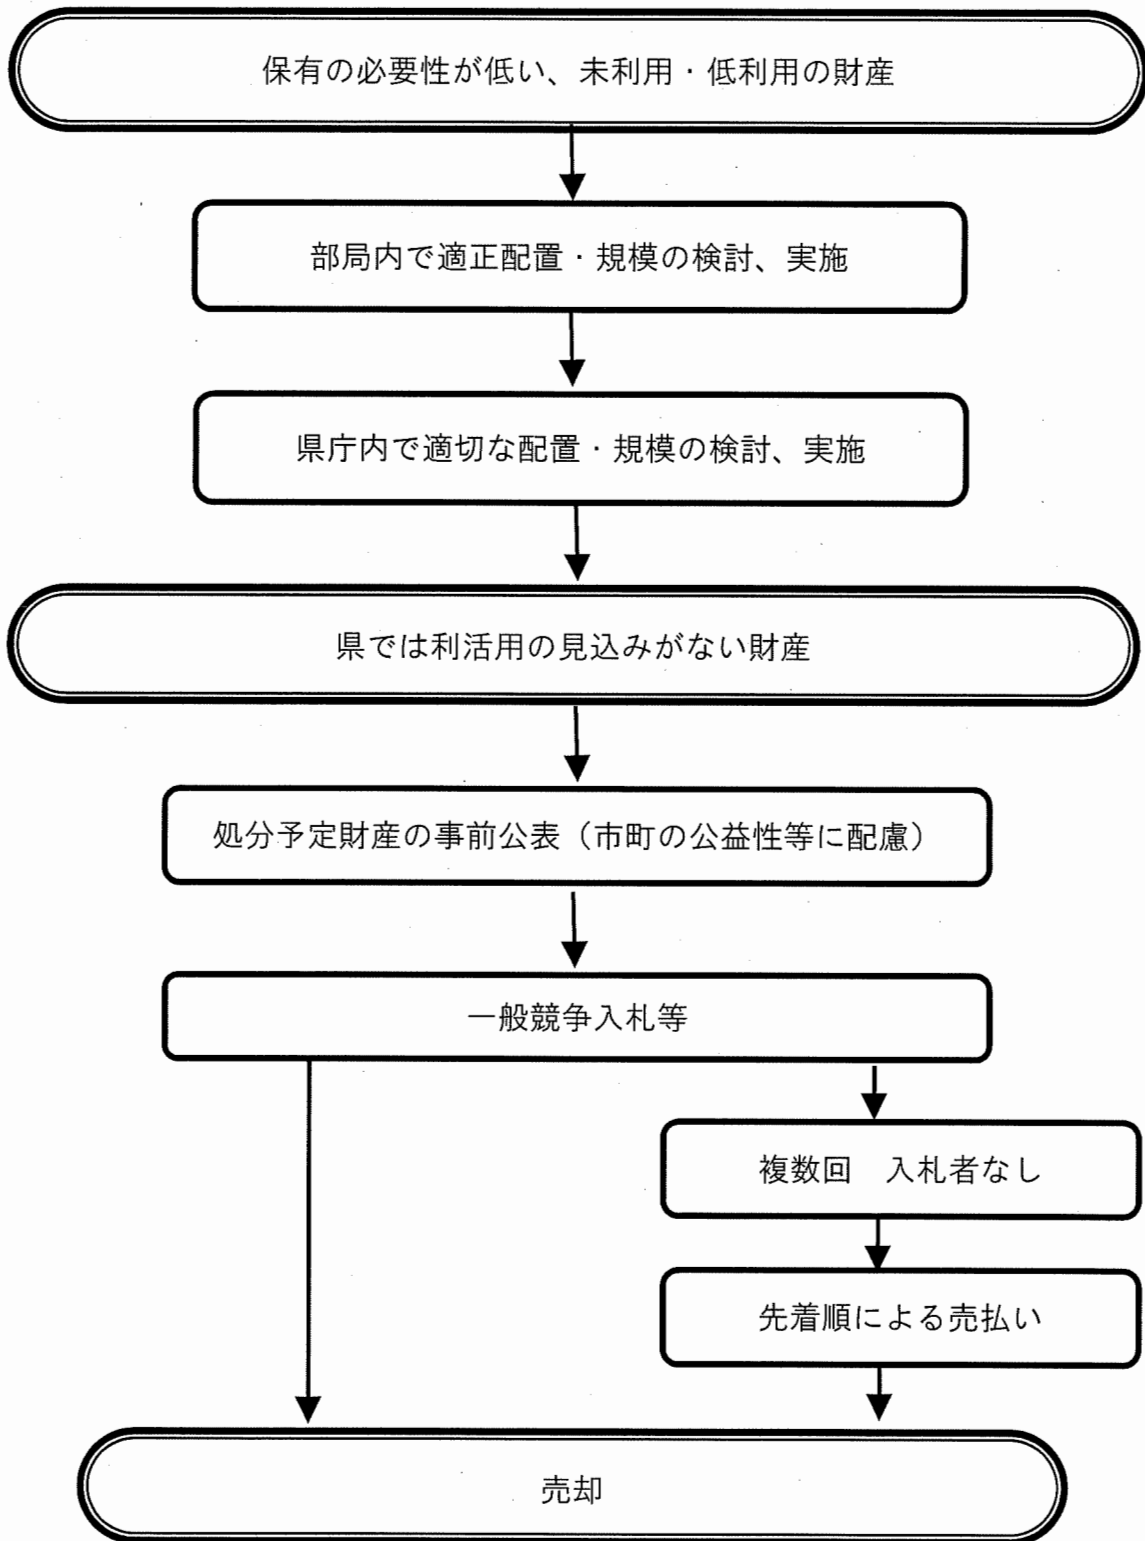 保有の必要性が低い、未利用・低利用の財産
部局内で適正配置・規模の検討、実施
県庁内で適切な配置・規模の検討、実施
県では利活用の見込みがない財産
処分予定財産の事前公表（市町の公益性等に配慮）
一般競争入札等
複数回　入札者なし
先着順による売払い
売却